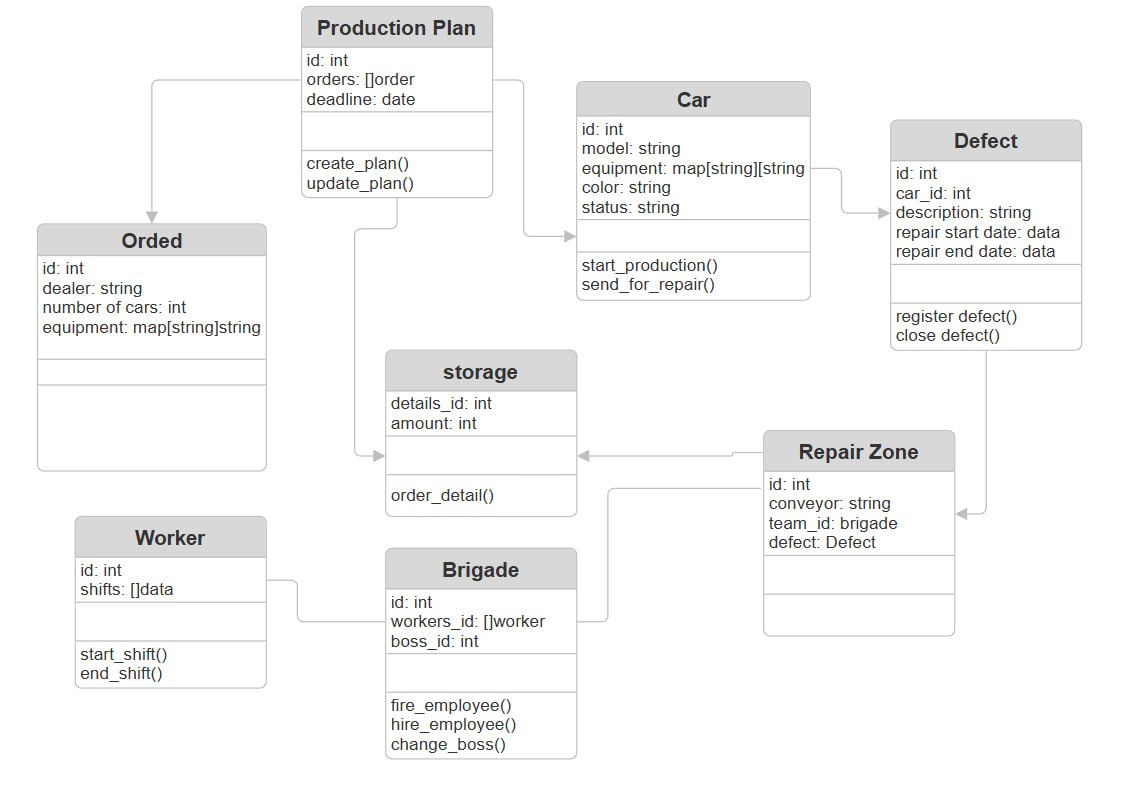 Production Plan
id: int
orders: []order
deadline: date
create_plan()
update_plan()
Car
id: int
model: string
equipment: map[string][string
color: string
status: string
start_production()
send_for_repair()
Defect
id: int
car_id: int
description: string
repair start date: data
repair end date: data
register defect()
close defect()
Orded
id: int
dealer: string
number of cars: int
equipment: map[string]string
storage
details_id: int
amount: int
order_detail()
Repair Zone
id: int
conveyor: string
team_id: brigade
defect: Defect
Worker
id: int
shifts: []data
start_shift()
end_shift()
Brigade
id: int
workers_id: []worker
boss_id: int
fire_employee()
hire_employee()
change_boss()